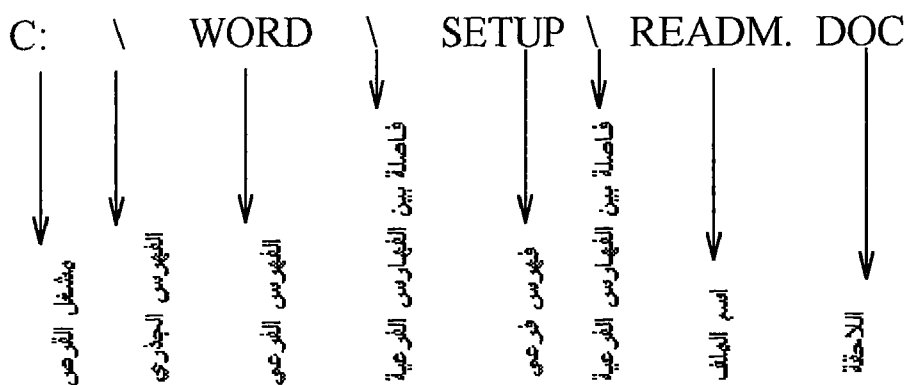 C: \ WORD \ SETUP \ READM. DOC
مشغل القرص
الفهرس الجذري
الفهرس الفرعي
فاصلة بين الفهارس الفرعية
فهرس فرعي
فاصلة بين الفهارس الفرعية
اسم الملف
اللاحقة